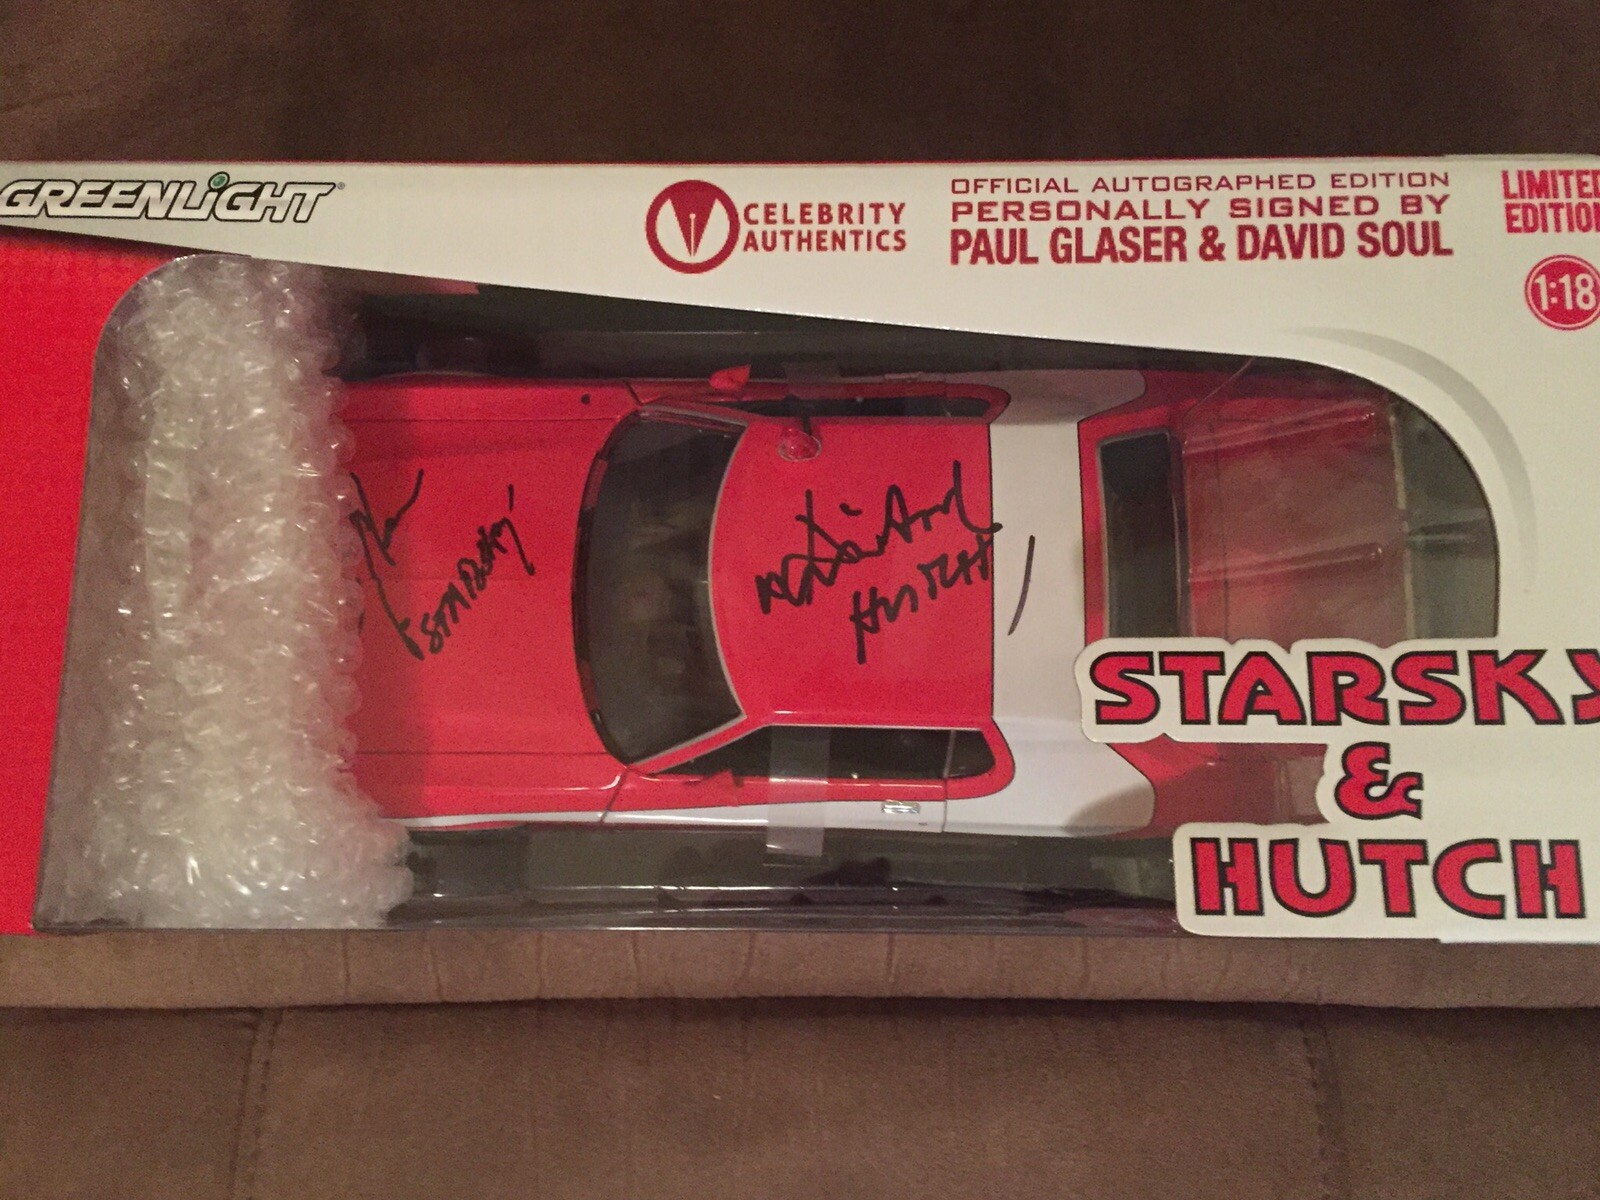 GREENLiGHT
CELEBRITY
AUTHENTICS
OFFICIAL AUTOGRAPHED EDITION
PERSONALLY SIGNED BY
PAUL GLASER & DAVID SOUL
LIMITED
EDITION
1:18
STARSKY
HUTCH
STARSKY
&
HUTCH